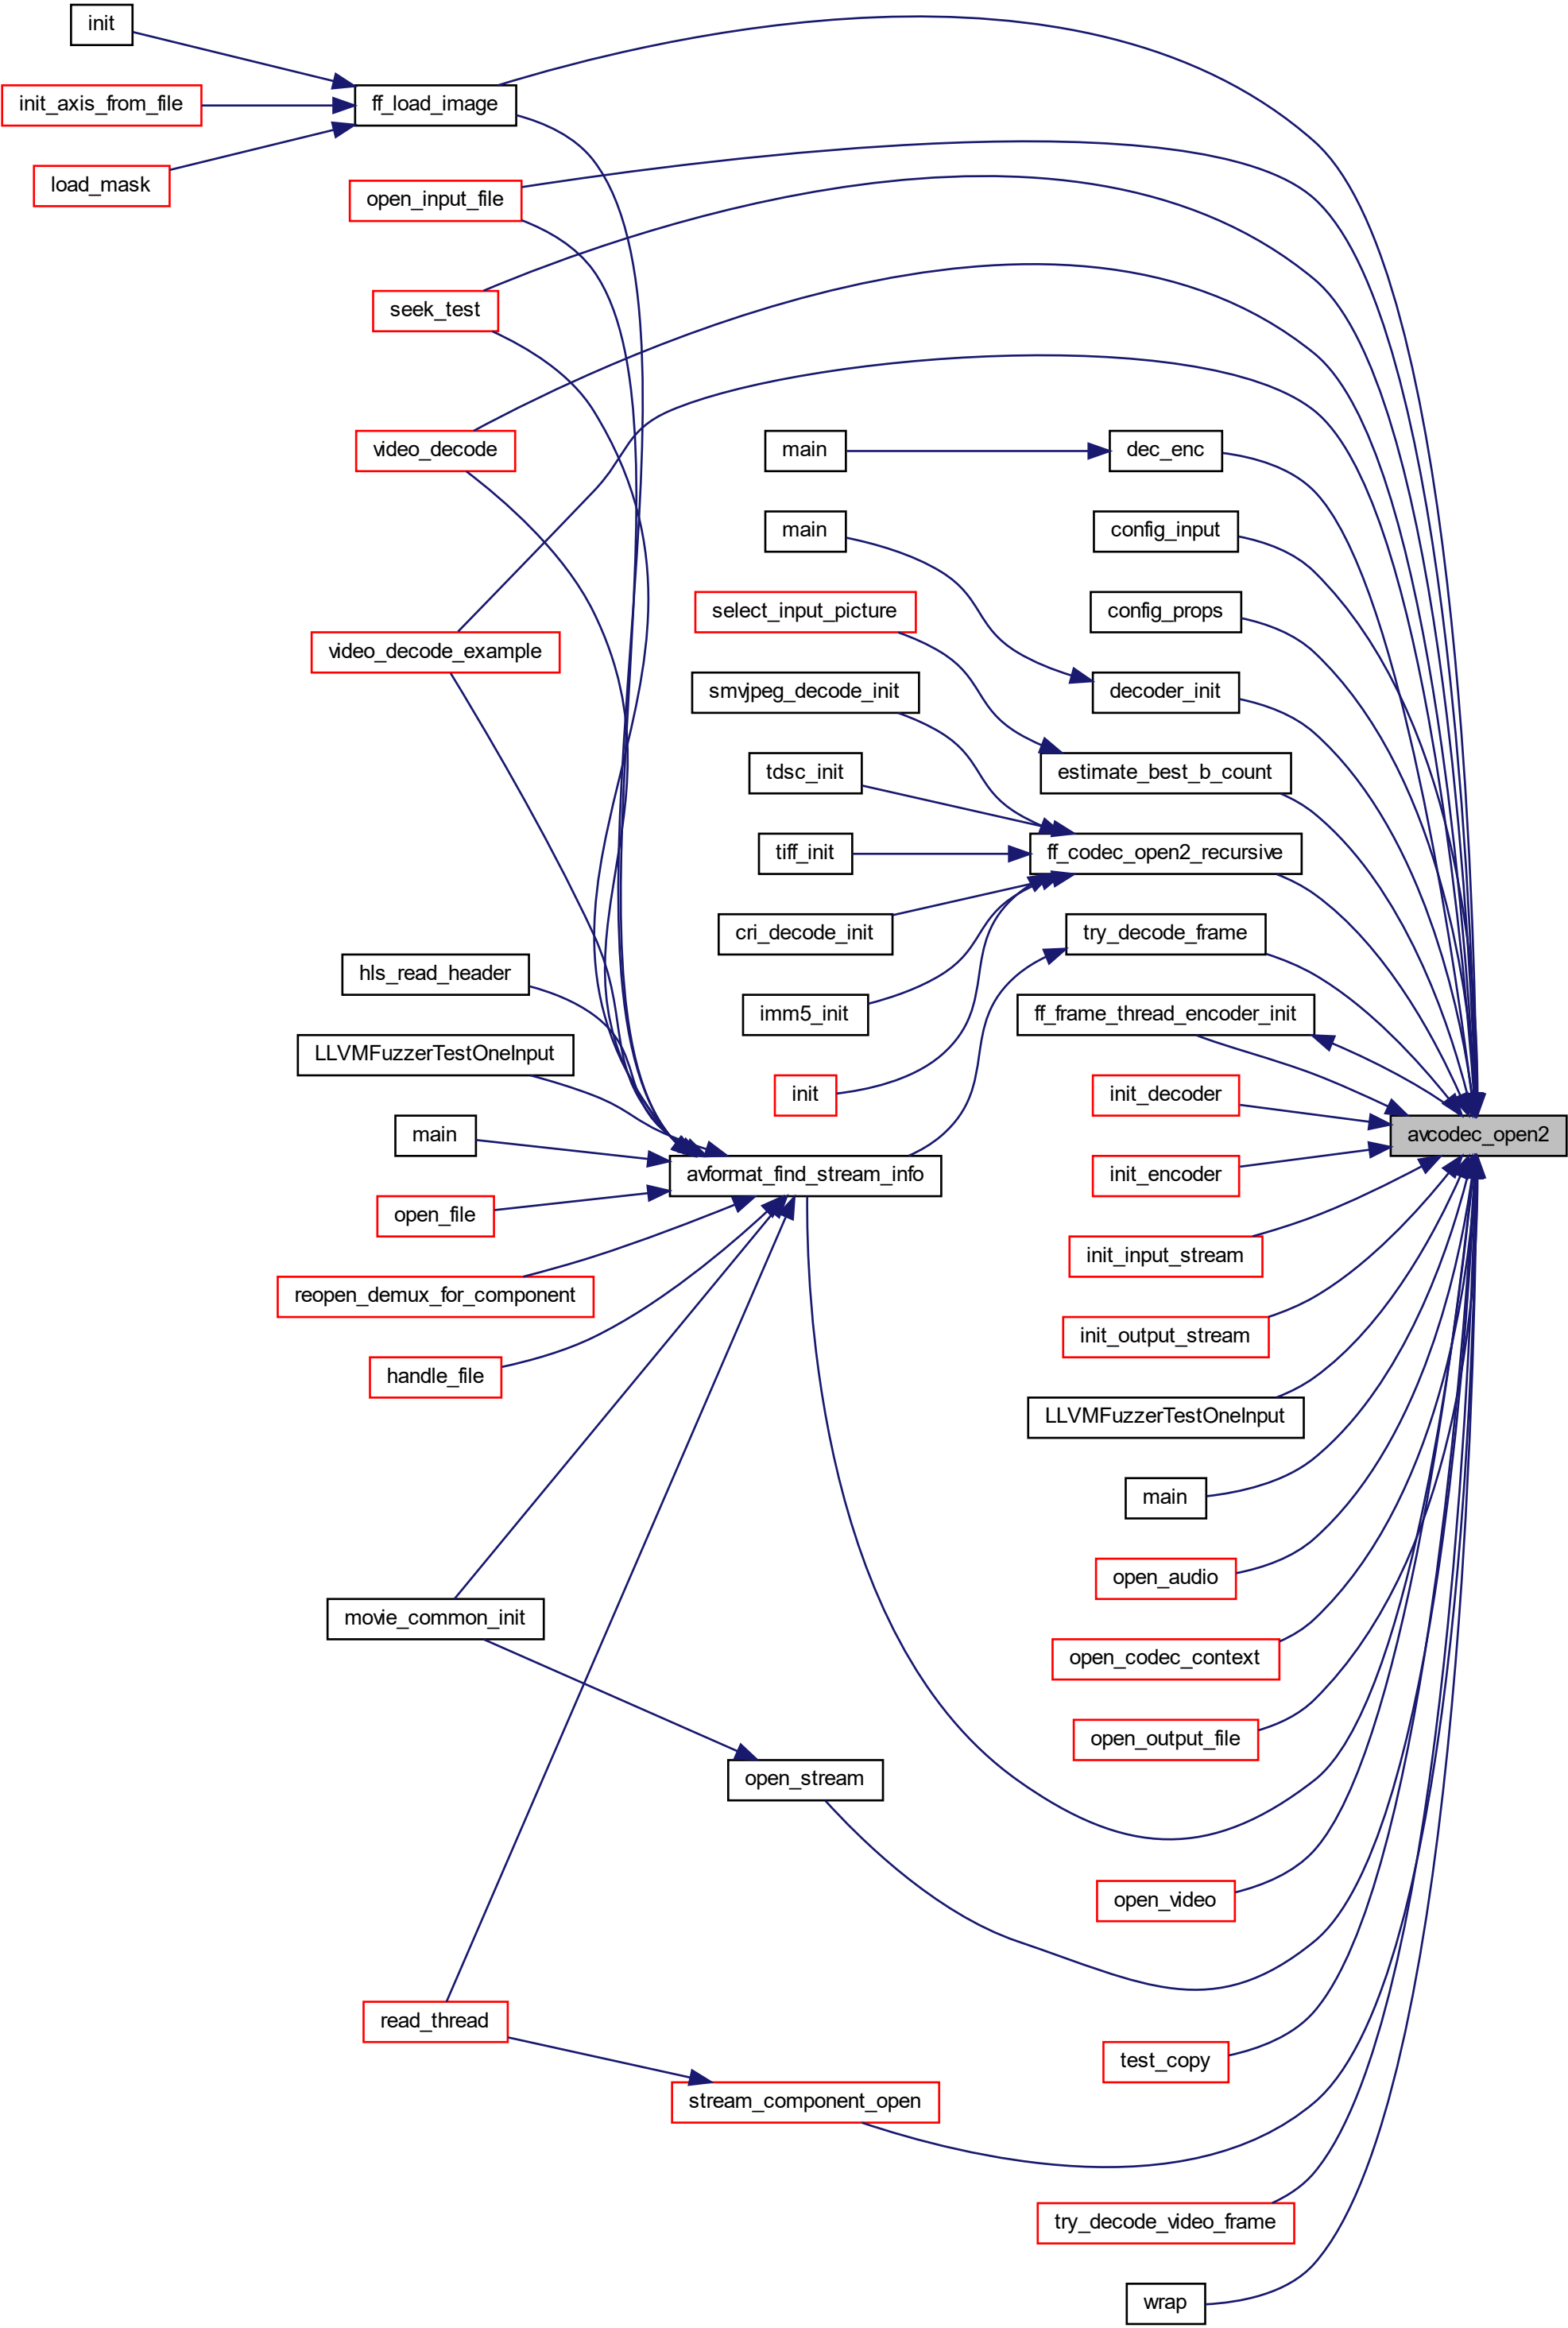 init
ff_load_image
init_axis_from_file
load_mask
open_input_file
seek_test
video_decode
main
dec_enc
main
config_input
select_input_picture
config_props
video_decode_example
smvjpeg_decode_init
decoder_init
tdsc_init
estimate_best_b_count
tiff_init
ff_codec_open2_recursive
cri_decode_init
try_decode_frame
hls_read_header
imm5_init
ff_frame_thread_encoder_init
LLVMFuzzerTestOneInput
init
init_decoder
main
avcodec_open2
avformat_find_stream_info
init_encoder
open_file
init_input_stream
reopen_demux_for_component
init_output_stream
handle_file
LLVMFuzzerTestOneInput
main
open_audio
movie_common_init
open_codec_context
open_output_file
open_stream
open_video
read_thread
test_copy
stream_component_open
try_decode_video_frame
wrap